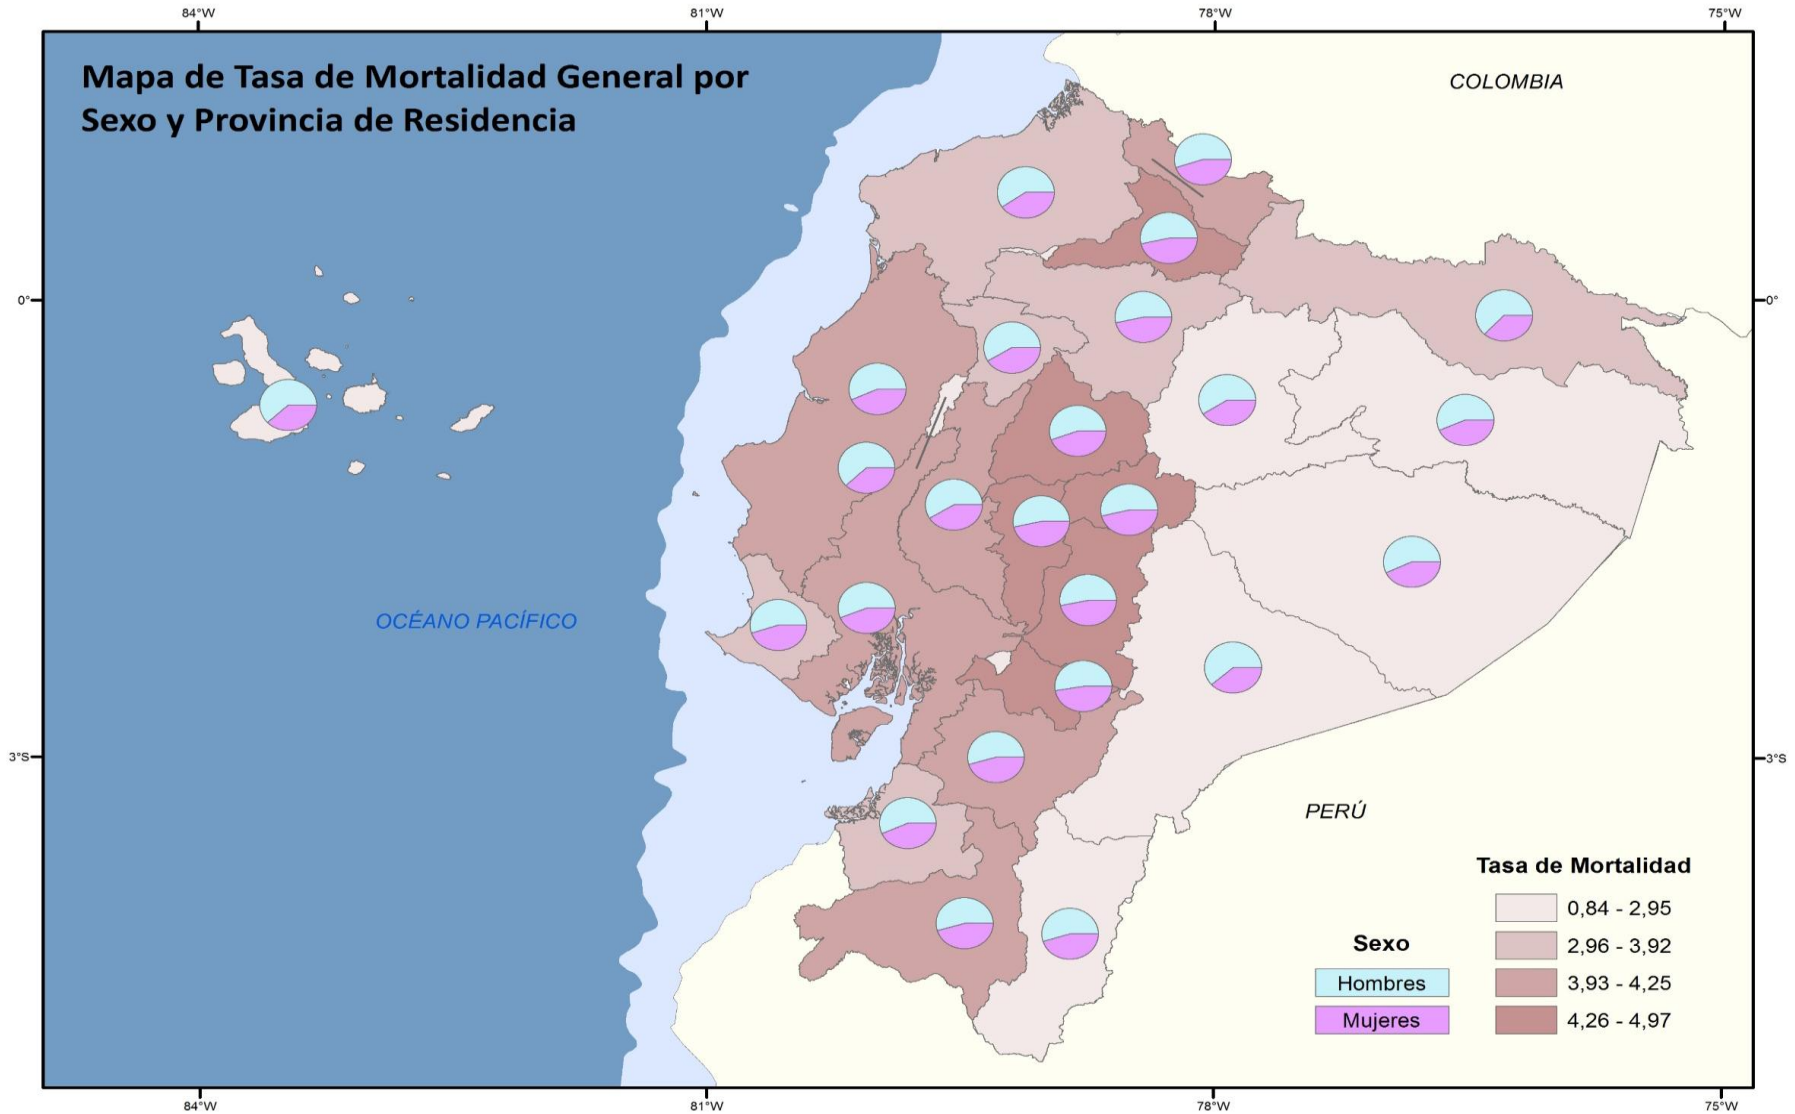 84°W
81°W
78°W
75°W
Mapa de Tasa de Mortalidad General por
Sexo y Provincia de Residencia
COLOMBIA
0°
0°
OCÉANO PACÍFICO
3°S
3°S
PERÚ
Tasa de Mortalidad
0,84 - 2,95
2,96 - 3,92
3,93 - 4,25
4,26 - 4,97
Sexo
Hombres
Mujeres
84°W
81°W
78°W
75°W